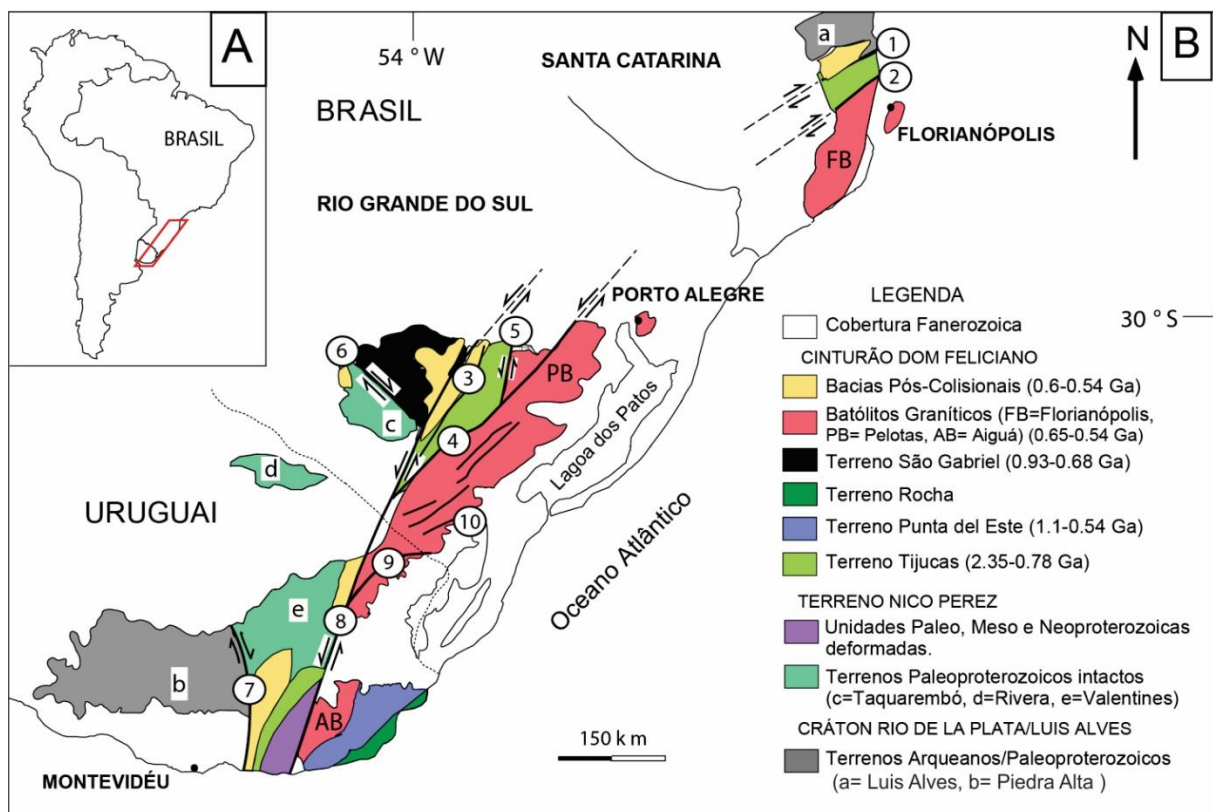 A
BRASIL
B
54 ° W
SANTA CATARINA
BRASIL
N
a
1
2
FLORIANÓPOLIS
FB
RIO GRANDE DO SUL
PORTO ALEGRE
30 ° S
6
5
3
PB
c
4
Lagoa dos Patos
d
URUGUAI
10
9
Oceano Atlântico
e
8
b
7
AB
150 km
MONTEVIDÉU
LEGENDA
Cobertura Fanerozoica
CINTURÃO DOM FELICIANO
Bacias Pós-Colisionais (0.6-0.54 Ga)
Batólitos Graníticos (FB=Florianópolis,
PB= Pelotas, AB= Aiguá) (0.65-0.54 Ga)
Terreno São Gabriel (0.93-0.68 Ga)
Terreno Rocha
Terreno Punta del Este (1.1-0.54 Ga)
Terreno Tijucas (2.35-0.78 Ga)
TERRENO NICO PEREZ
Unidades Paleo, Meso e Neoproterozoicas
deformadas.
Terrenos Paleoproterozoicos intactos
(c=Taquarembó, d=Rivera, e=Valentines)
CRÁTON RIO DE LA PLATA/LUIS ALVES
Terrenos Arqueanos/Paleoproterozoicos
(a= Luis Alves, b= Piedra Alta )